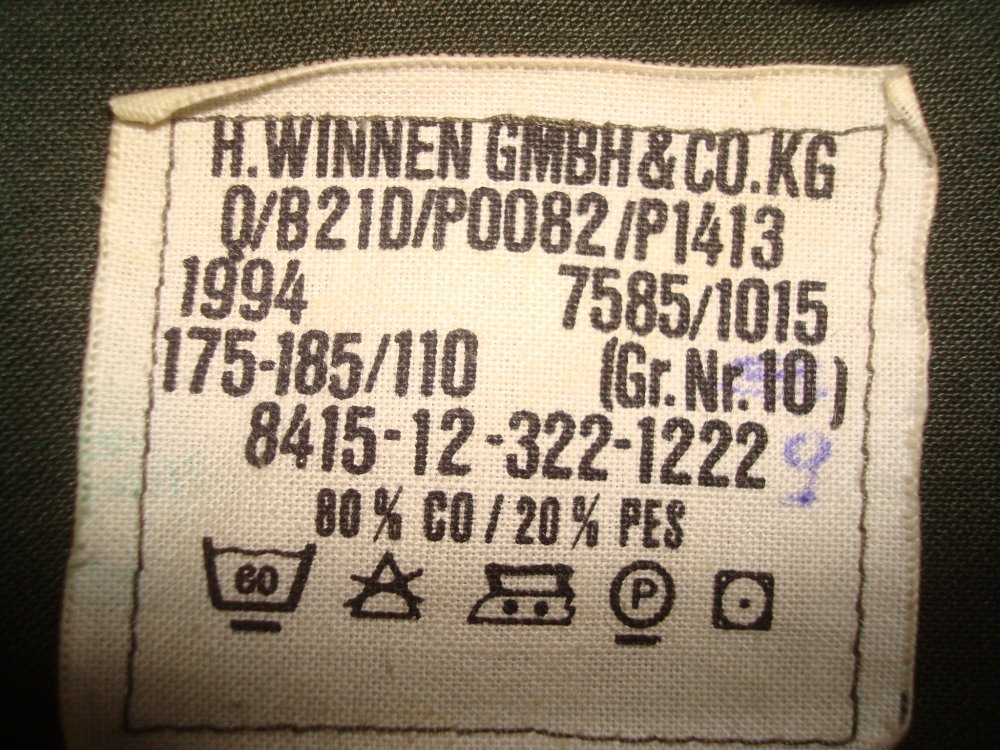 H. WINNEN GMBH & CO. KG
Q/B21D/P0082/P1413
1994 7585/1015
175-185/110 (Gr. Nr. 10)
8415-12-322-1222 9
80% CO / 20% PES
60 P